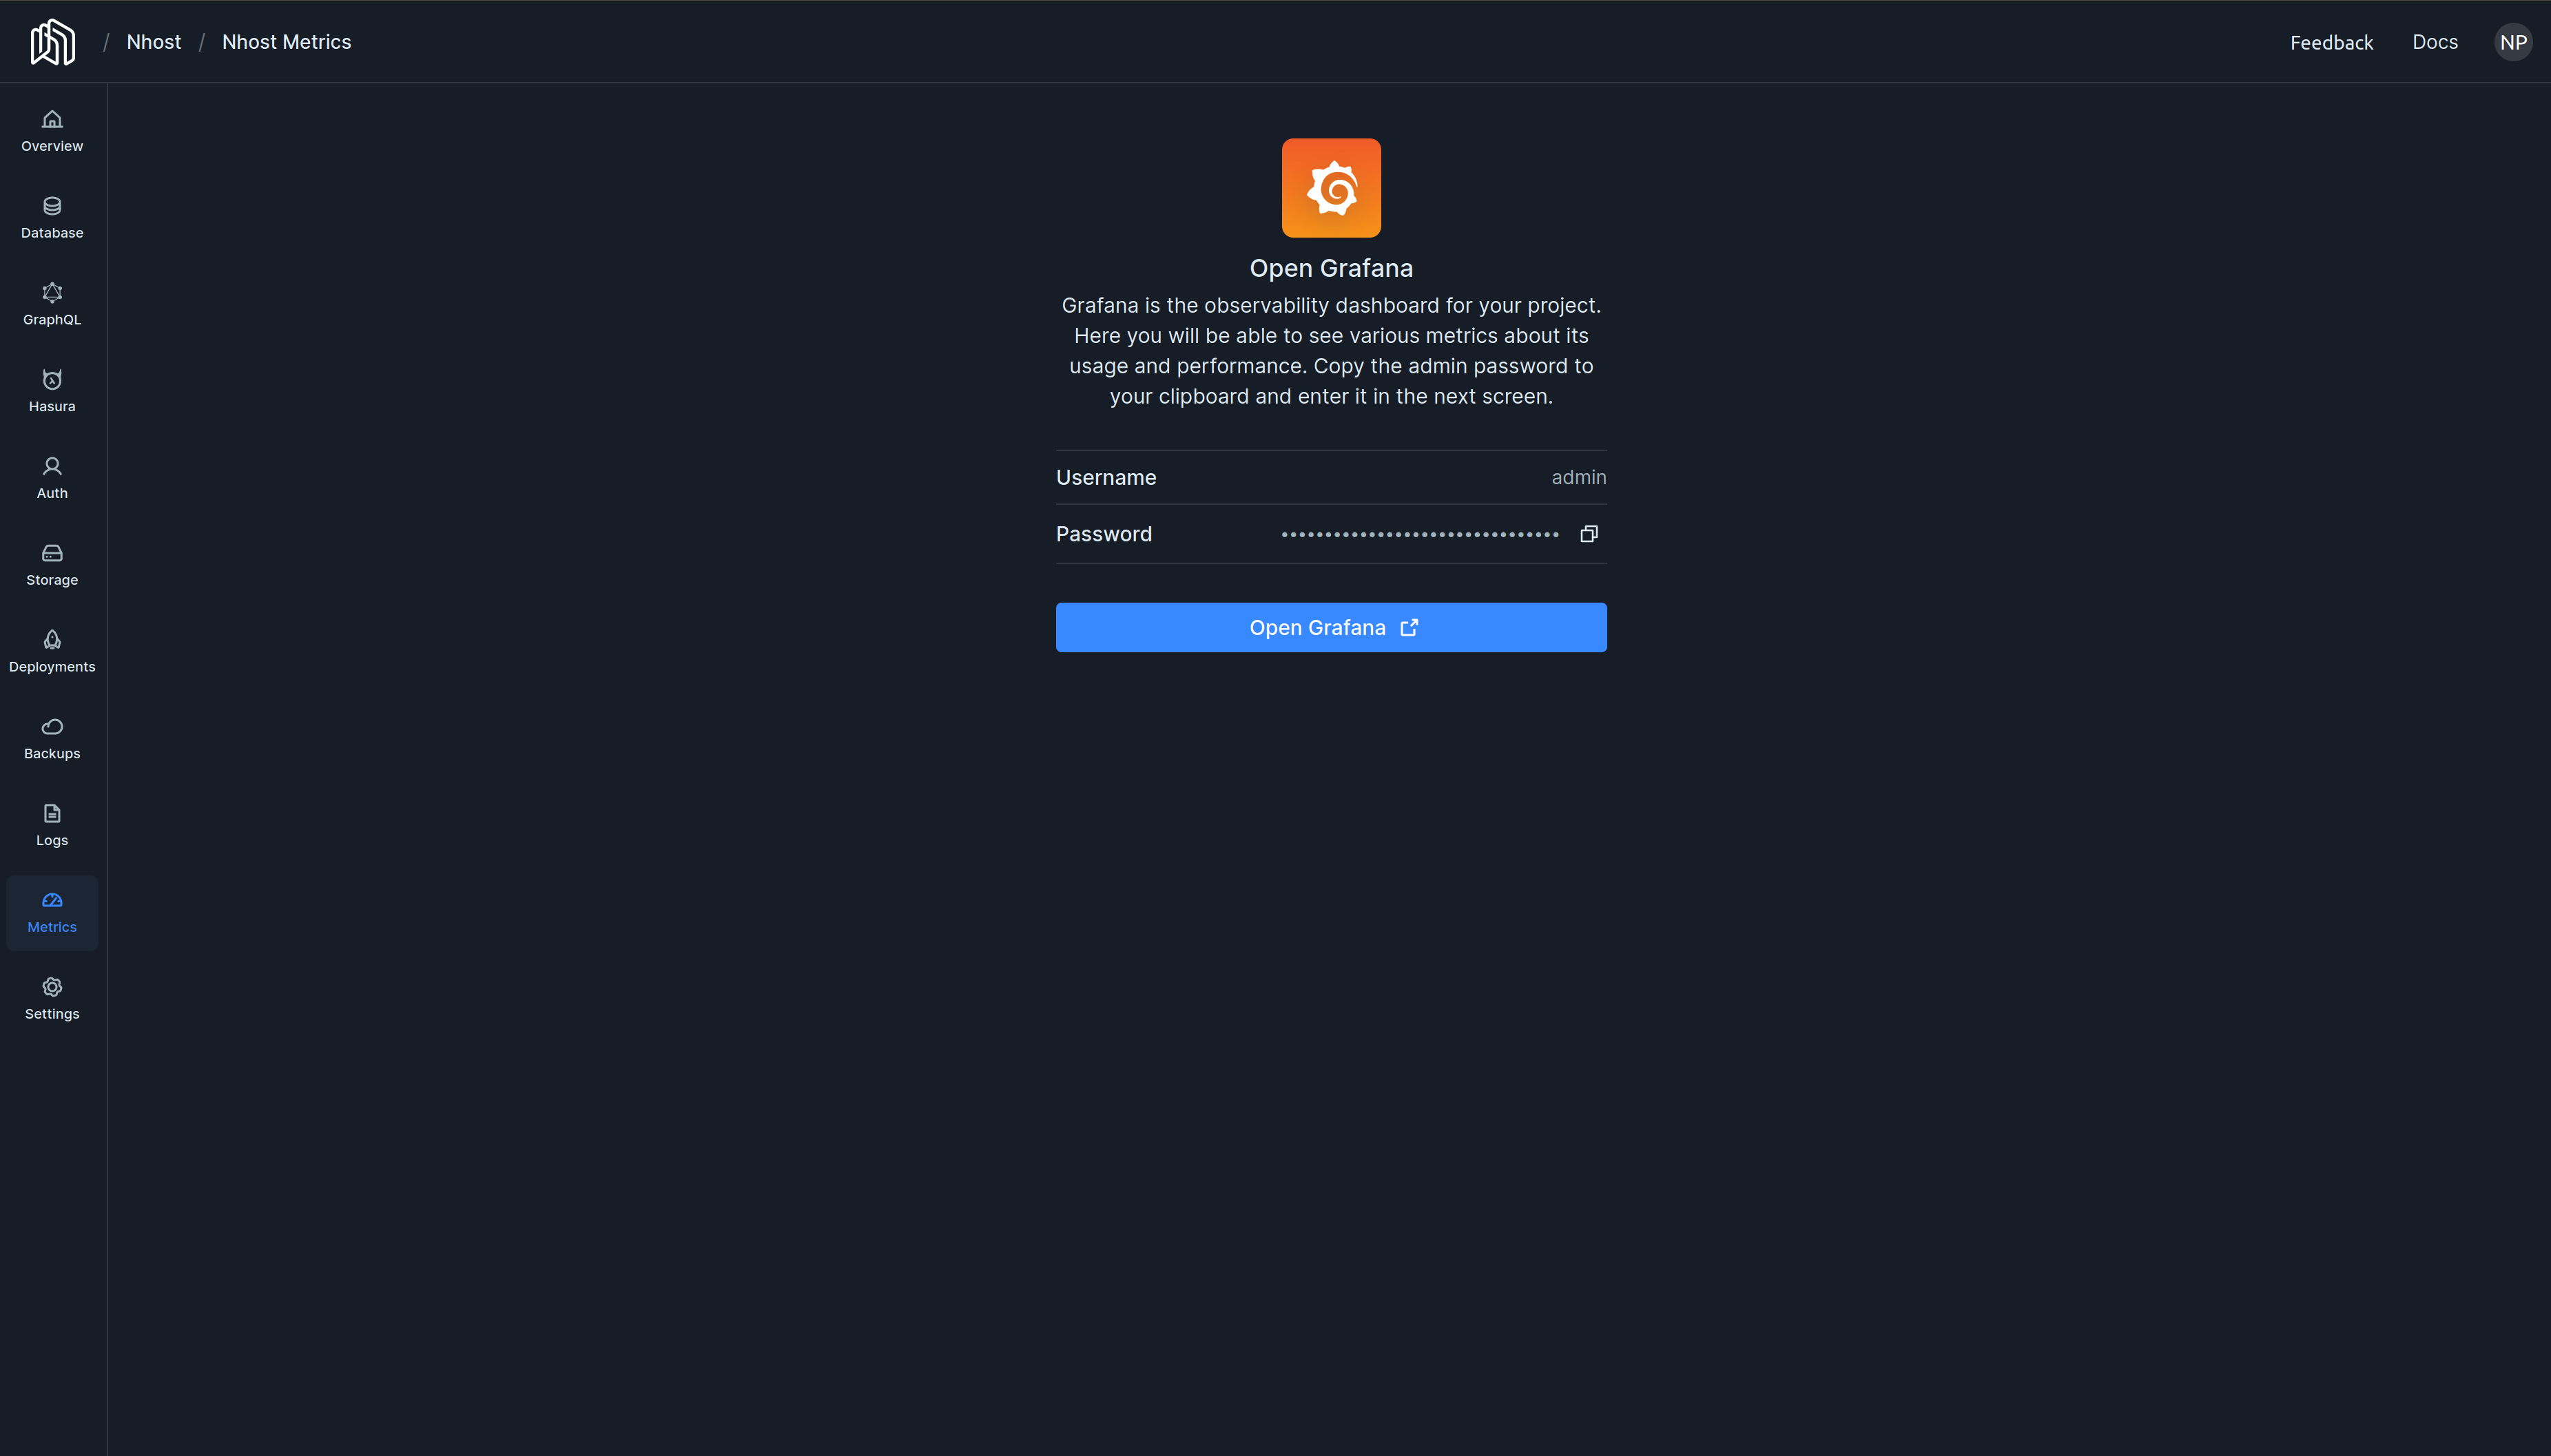 / Nhost / Nhost Metrics
Feedback
Docs
NP
Overview
Database
GraphQL
Hasura
Auth
Storage
Deployments
Backups
Logs
Metrics
Settings
Open Grafana
Grafana is the observability dashboard for your project.
Here you will be able to see various metrics about its
usage and performance. Copy the admin password to
your clipboard and enter it in the next screen.
Username admin
Password ••••••••••••••••••••••••••••••••
Open Grafana